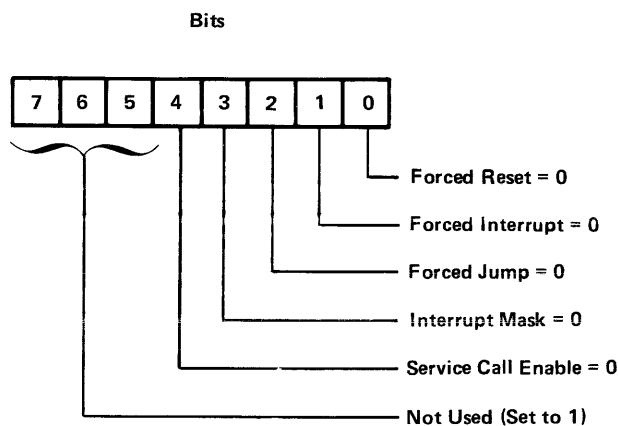 Bits
7 6 5 4 3 2 1 0
Forced Reset = 0
Forced Interrupt = 0
Forced Jump = 0
Interrupt Mask = 0
Service Call Enable = 0
Not Used (Set to 1)